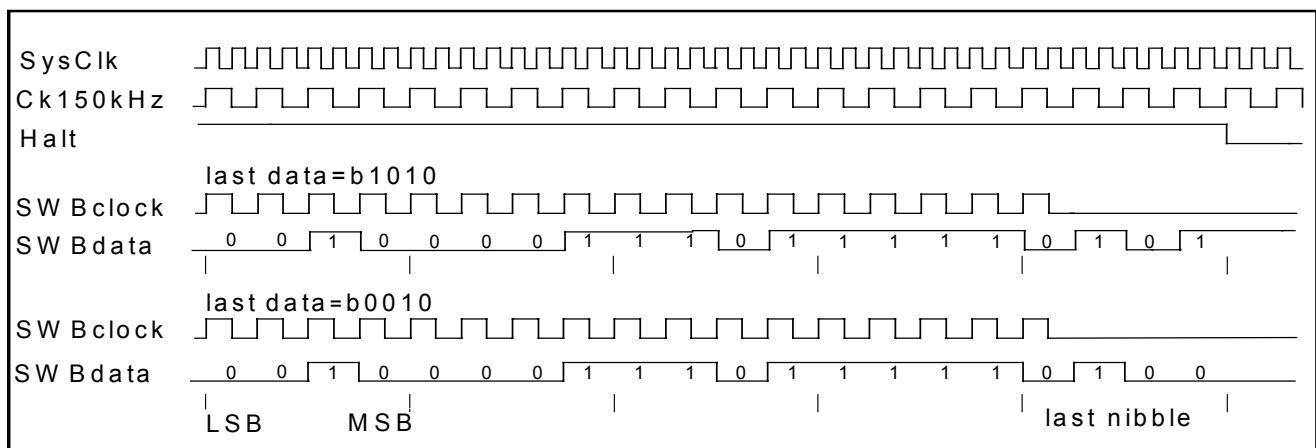 SysClk
Ck150kHz
Halt
last data=b1010
SWBclock
SWBdata 0 0 1 0 0 0 0 1 1 1 0 1 1 1 1 1 0 1 0 1
last data=b0010
SWBclock
SWBdata 0 0 1 0 0 0 0 1 1 1 0 1 1 1 1 1 0 1 0 0
LSB MSB last nibble